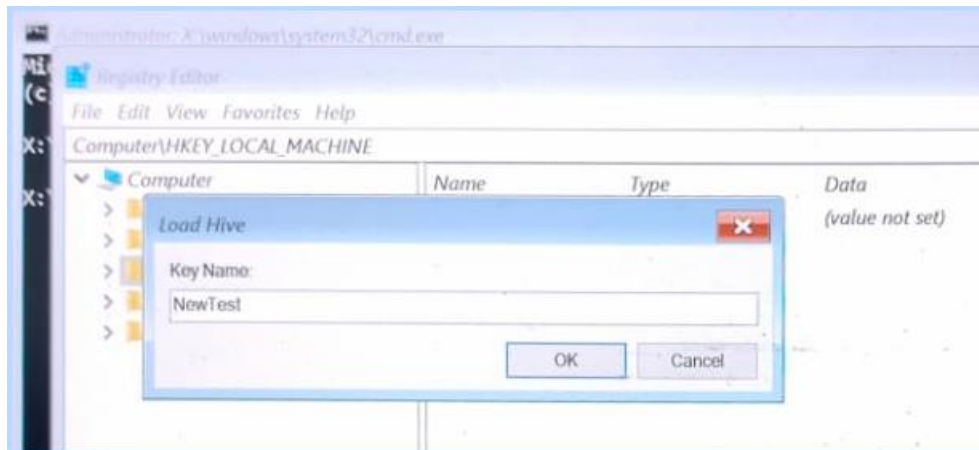 Administrator: X:\windows\system32\cmd.exe
Mic
(c
Registry Editor
File Edit View Favorites Help
X:\
Computer\HKEY_LOCAL_MACHINE
Computer
Name Type Data
X:\
(value not set)
Load Hive
Key Name:
NewTest
OK Cancel